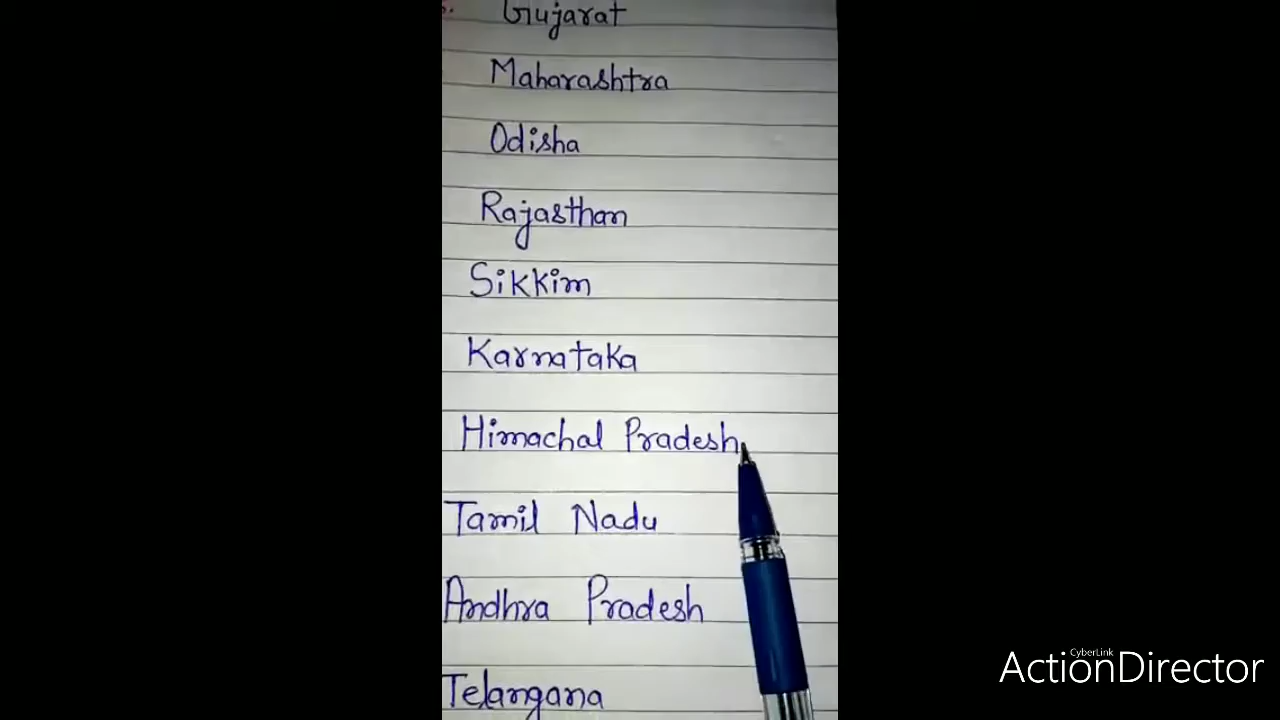 Gujarat
Maharashtra
Odisha
Rajasthan
Sikkim
Karnataka
Himachal Pradesh
Tamil Nadu
Andhra Pradesh
Telangana
CyberLink
ActionDirector